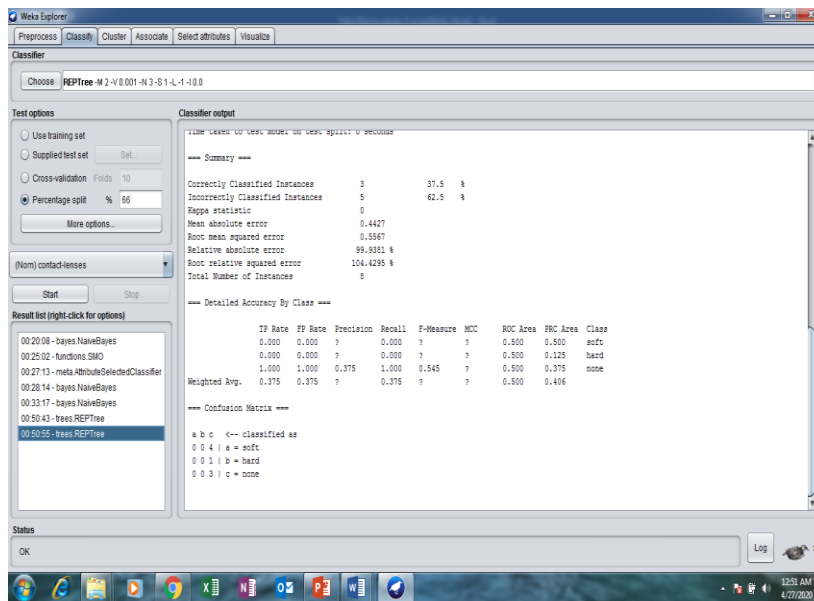 Weka Explorer
Preprocess Classify Cluster Associate Select attributes Visualize
Classifier
Choose REPTree -M 2 -V 0.001 -N 3 -S 1 -L -1 -I 0.0
Test options
Use training set
Supplied test set Set...
Cross-validation Folds 10
Percentage split % 66
More options...
(Nom) contact-lenses
Start Stop
Result list (right-click for options)
00:20:08 - bayes.NaiveBayes
00:25:02 - functions.SMO
00:27:13 - meta.AttributeSelectedClassifier
00:28:14 - bayes.NaiveBayes
00:33:17 - bayes.NaiveBayes
00:50:43 - trees.REPTree
00:50:55 - trees.REPTree
Classifier output
Time taken to test model on test split: 0 seconds
=== Summary ===
Correctly Classified Instances 3 37.5 %
Incorrectly Classified Instances 5 62.5 %
Kappa statistic 0
Mean absolute error 0.4427
Root mean squared error 0.5567
Relative absolute error 99.9381 %
Root relative squared error 104.4295 %
Total Number of Instances 8
=== Detailed Accuracy By Class ===
TP Rate FP Rate Precision Recall F-Measure MCC ROC Area PRC Area Class
0.000 0.000 ? 0.000 ? ? 0.500 0.500 soft
0.000 0.000 ? 0.000 ? ? 0.500 0.125 hard
1.000 1.000 0.375 1.000 0.545 ? 0.500 0.375 none
Weighted Avg. 0.375 0.375 ? 0.375 ? ? 0.500 0.406
=== Confusion Matrix ===
a b c <-- classified as
0 0 4 | a = soft
0 0 1 | b = hard
0 0 3 | c = none
Status
OK
Log
12:51 AM
4/27/2020